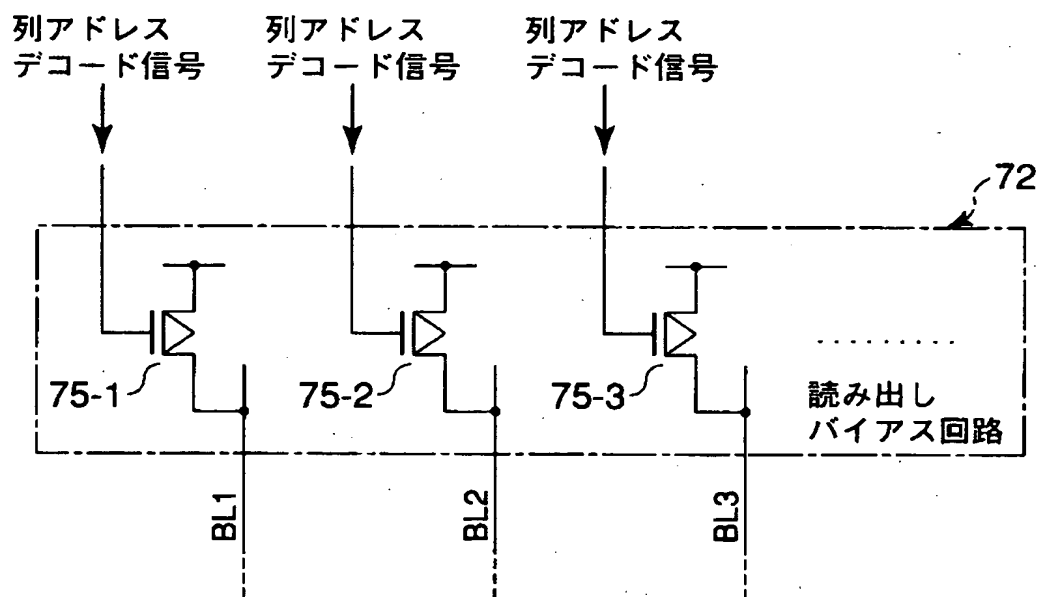 列アドレス
デコード信号
列アドレス
デコード信号
列アドレス
デコード信号
72
75-1
75-2
75-3
読み出し
バイアス回路
BL1
BL2
BL3